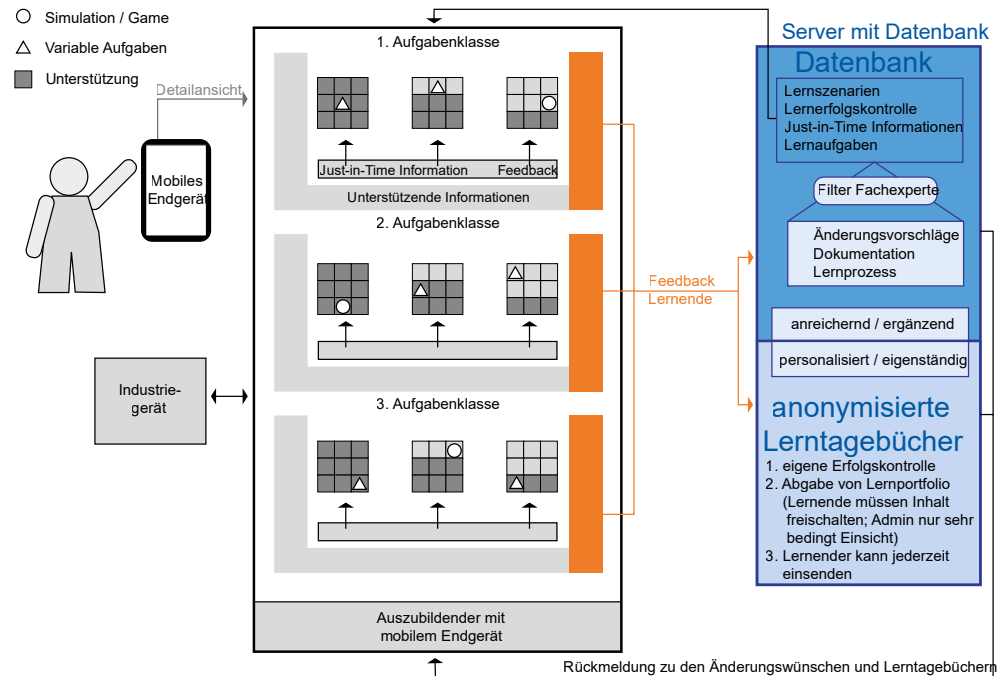 Simulation / Game
Variable Aufgaben
Unterstützung
Detailansicht
Mobiles
Endgerät
Industrie-
gerät
1. Aufgabenklasse
Just-in-Time Information
Feedback
Unterstützende Informationen
2. Aufgabenklasse
3. Aufgabenklasse
Auszubildender mit
mobilem Endgerät
Feedback
Lernende
Server mit Datenbank
Datenbank
Lernszenarien
Lernerfolgskontrolle
Just-in-Time Informationen
Lernaufgaben
Filter Fachexperte
Änderungsvorschläge
Dokumentation
Lernprozess
anreichernd / ergänzend
personalisiert / eigenständig
anonymisierte
Lerntagebücher
1. eigene Erfolgskontrolle
2. Abgabe von Lernportfolio
(Lernende müssen Inhalt
freischalten; Admin nur sehr
bedingt Einsicht)
3. Lernender kann jederzeit
einsenden
Rückmeldung zu den Änderungswünschen und Lerntagebüchern